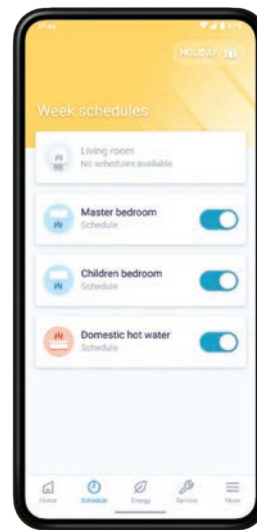 HOLIDAY
Week schedules
Living room
No schedules available
Master bedroom
Schedule
Children bedroom
Schedule
Domestic hot water
Schedule
Home
Schedule
Energy
Service
More